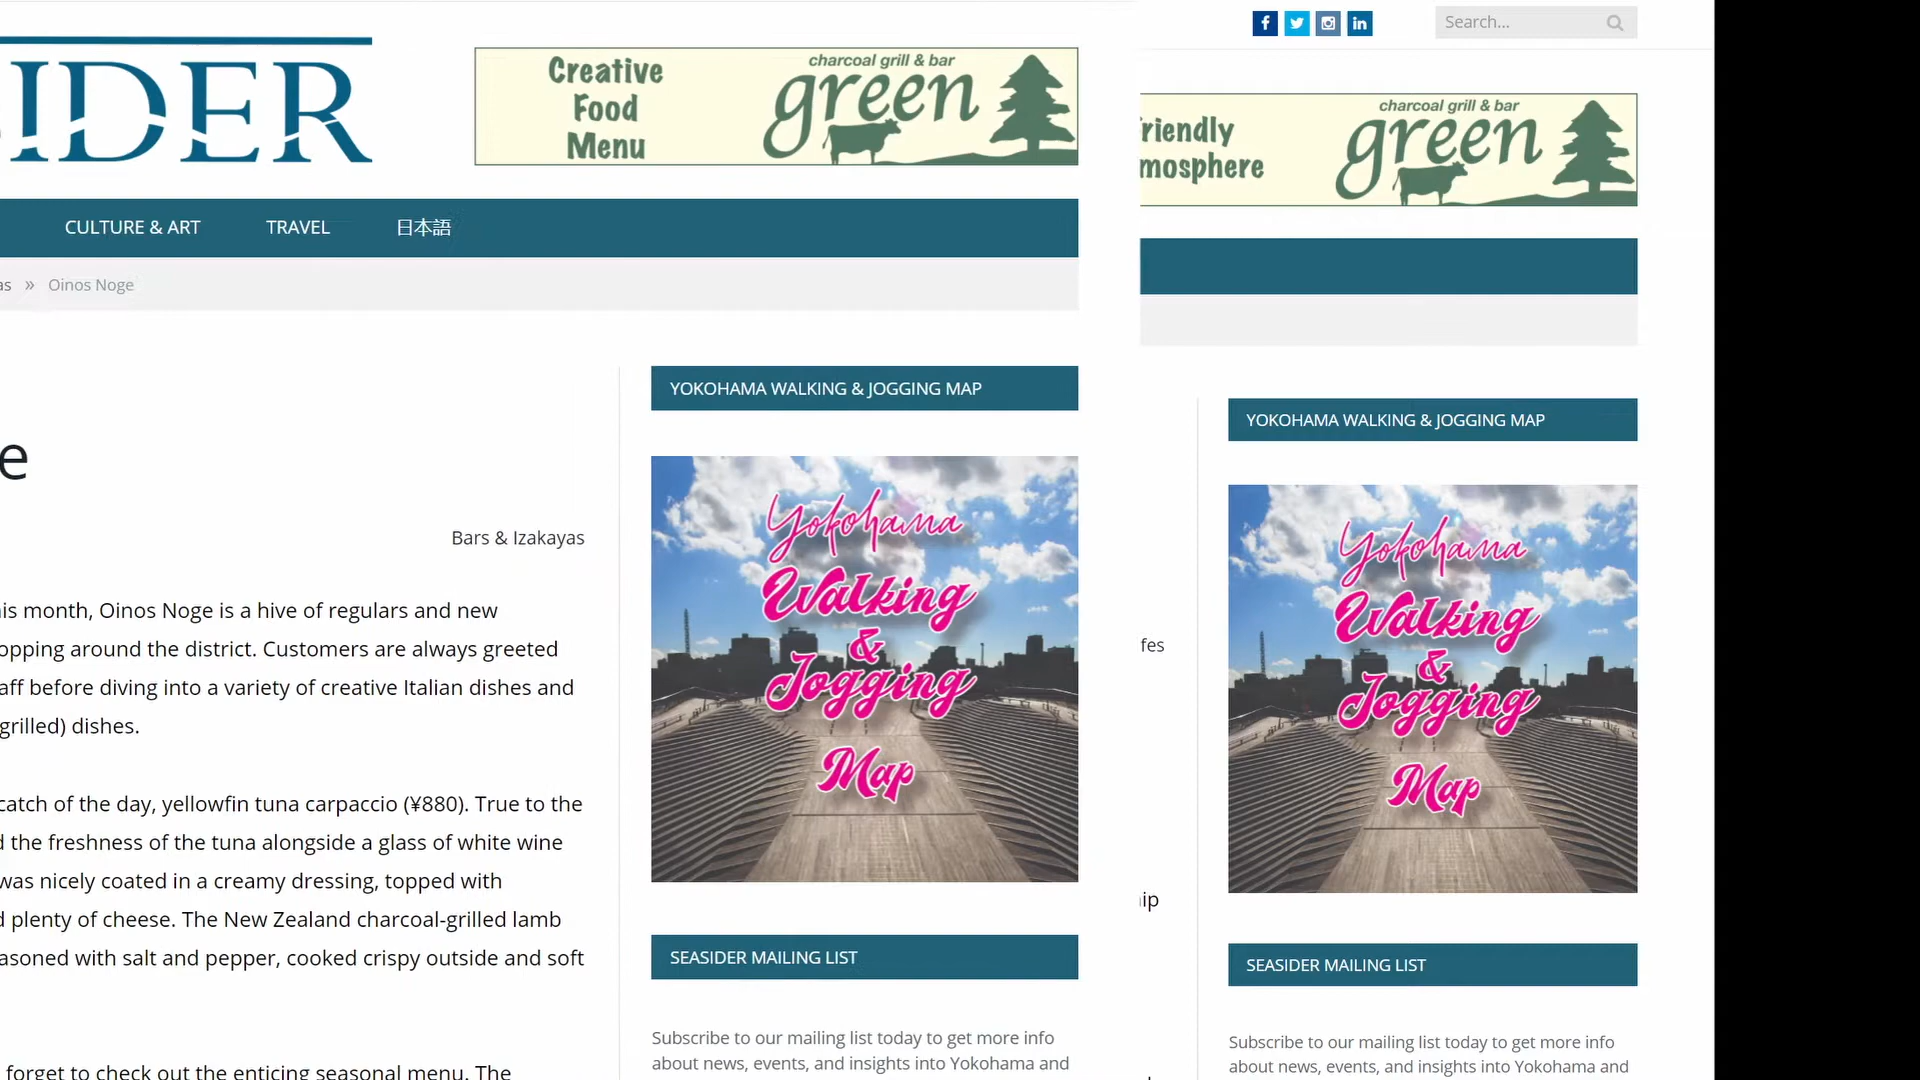 Search...
IDER
Creative
Food
Menu
charcoal grill & bar
green
CULTURE & ART
TRAVEL
日本語
as » Oinos Noge
YOKOHAMA WALKING & JOGGING MAP
Yokohama
Walking
&
Jogging
Map
e
Bars & Izakayas
is month, Oinos Noge is a hive of regulars and new
opping around the district. Customers are always greeted
aff before diving into a variety of creative Italian dishes and
grilled) dishes.
catch of the day, yellowfin tuna carpaccio (¥880). True to the
d the freshness of the tuna alongside a glass of white wine
was nicely coated in a creamy dressing, topped with
d plenty of cheese. The New Zealand charcoal-grilled lamb
asoned with salt and pepper, cooked crispy outside and soft
forget to check out the enticing seasonal menu. The
SEASIDER MAILING LIST
Subscribe to our mailing list today to get more info
about news, events, and insights into Yokohama and
riendly
mosphere
charcoal grill & bar
green
YOKOHAMA WALKING & JOGGING MAP
Yokohama
Walking
&
Jogging
Map
fes
ip
SEASIDER MAILING LIST
Subscribe to our mailing list today to get more info
about news, events, and insights into Yokohama and